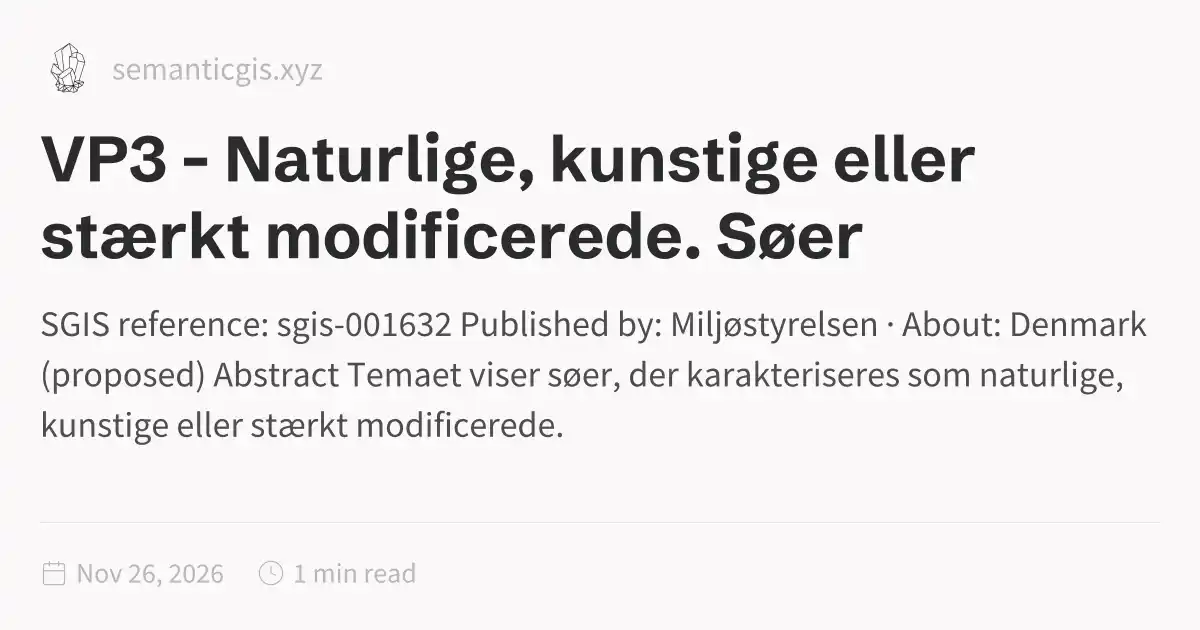 semanticgis.xyz
VP3 - Naturlige, kunstige eller
stærkt modificerede. Søer
SGIS reference: sgis-001632 Published by: Miljøstyrelsen · About: Denmark
(proposed) Abstract Temaet viser søer, der karakteriseres som naturlige,
kunstige eller stærkt modificerede.
Nov 26, 2026 1 min read